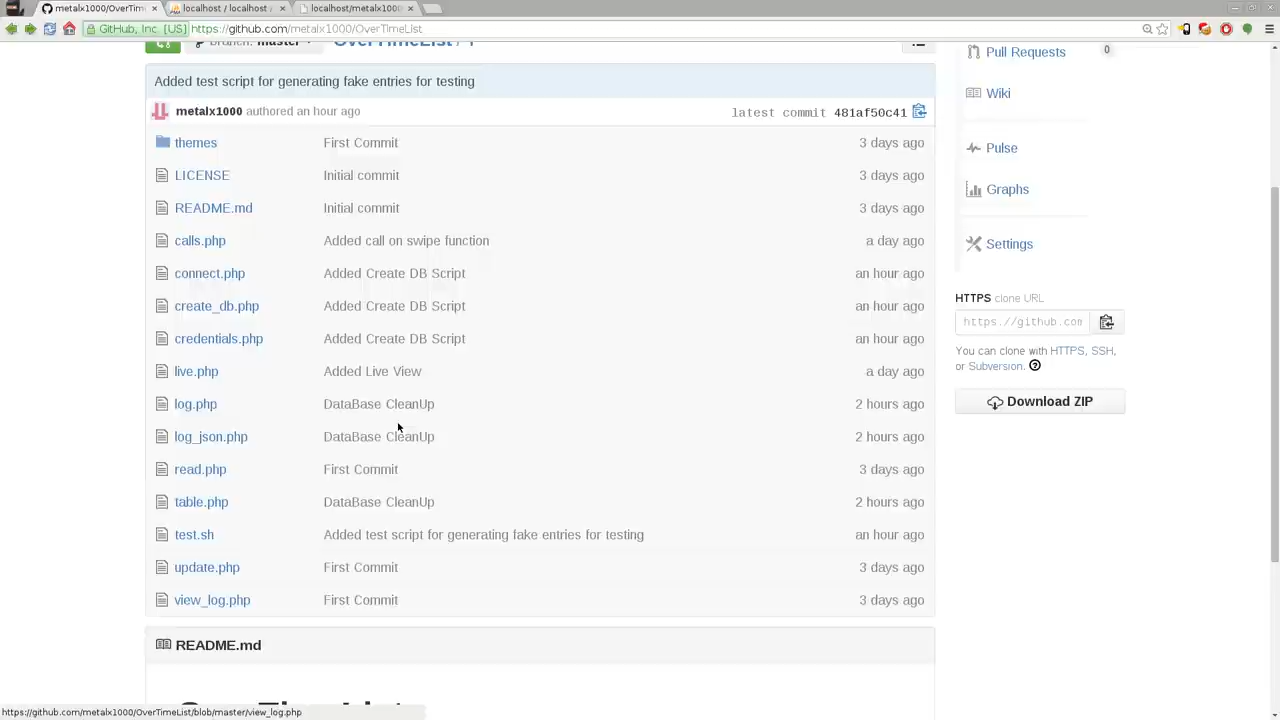 metalx1000/OverTim
localhost / localhost
localhost/metalx1000
GitHub, Inc. [US] https://github.com/metalx1000/OverTimeList
branch: master
OverTimeList / +
Added test script for generating fake entries for testing
metalx1000 authored an hour ago latest commit 481af50c41
themes First Commit 3 days ago
LICENSE Initial commit 3 days ago
README.md Initial commit 3 days ago
calls.php Added call on swipe function a day ago
connect.php Added Create DB Script an hour ago
create_db.php Added Create DB Script an hour ago
credentials.php Added Create DB Script an hour ago
live.php Added Live View a day ago
log.php DataBase CleanUp 2 hours ago
log_json.php DataBase CleanUp 2 hours ago
read.php First Commit 3 days ago
table.php DataBase CleanUp 2 hours ago
test.sh Added test script for generating fake entries for testing an hour ago
update.php First Commit 3 days ago
view_log.php First Commit 3 days ago
README.md
Pull Requests 0
Wiki
Pulse
Graphs
Settings
HTTPS clone URL
https://github.com
You can clone with HTTPS, SSH,
or Subversion.
Download ZIP
https://github.com/metalx1000/OverTimeList/blob/master/view_log.php